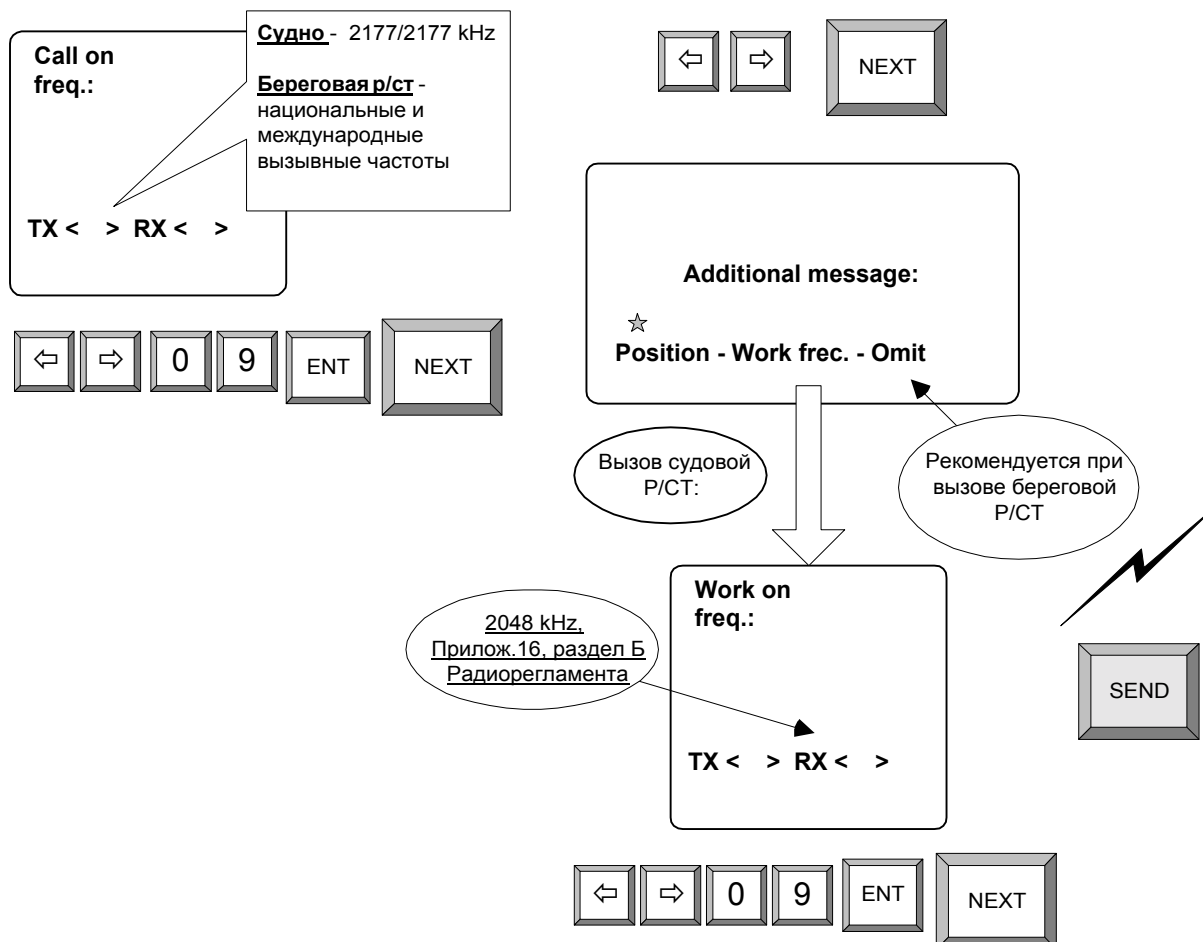 Call on
freq.:
Судно - 2177/2177 kHz
Береговая р/ст -
национальные и
международные
вызывные частоты
TX < > RX < >
⇦ ⇨ 0 9 ENT NEXT
⇦ ⇨ NEXT
Additional message:
☆
Position - Work frec. - Omit
Вызов судовой
Р/СТ:
Рекомендуется при
вызове береговой
Р/СТ
Work on
freq.:
2048 kHz,
Прилож.16, раздел Б
Радиорегламента
TX < > RX < >
SEND
⇦ ⇨ 0 9 ENT NEXT